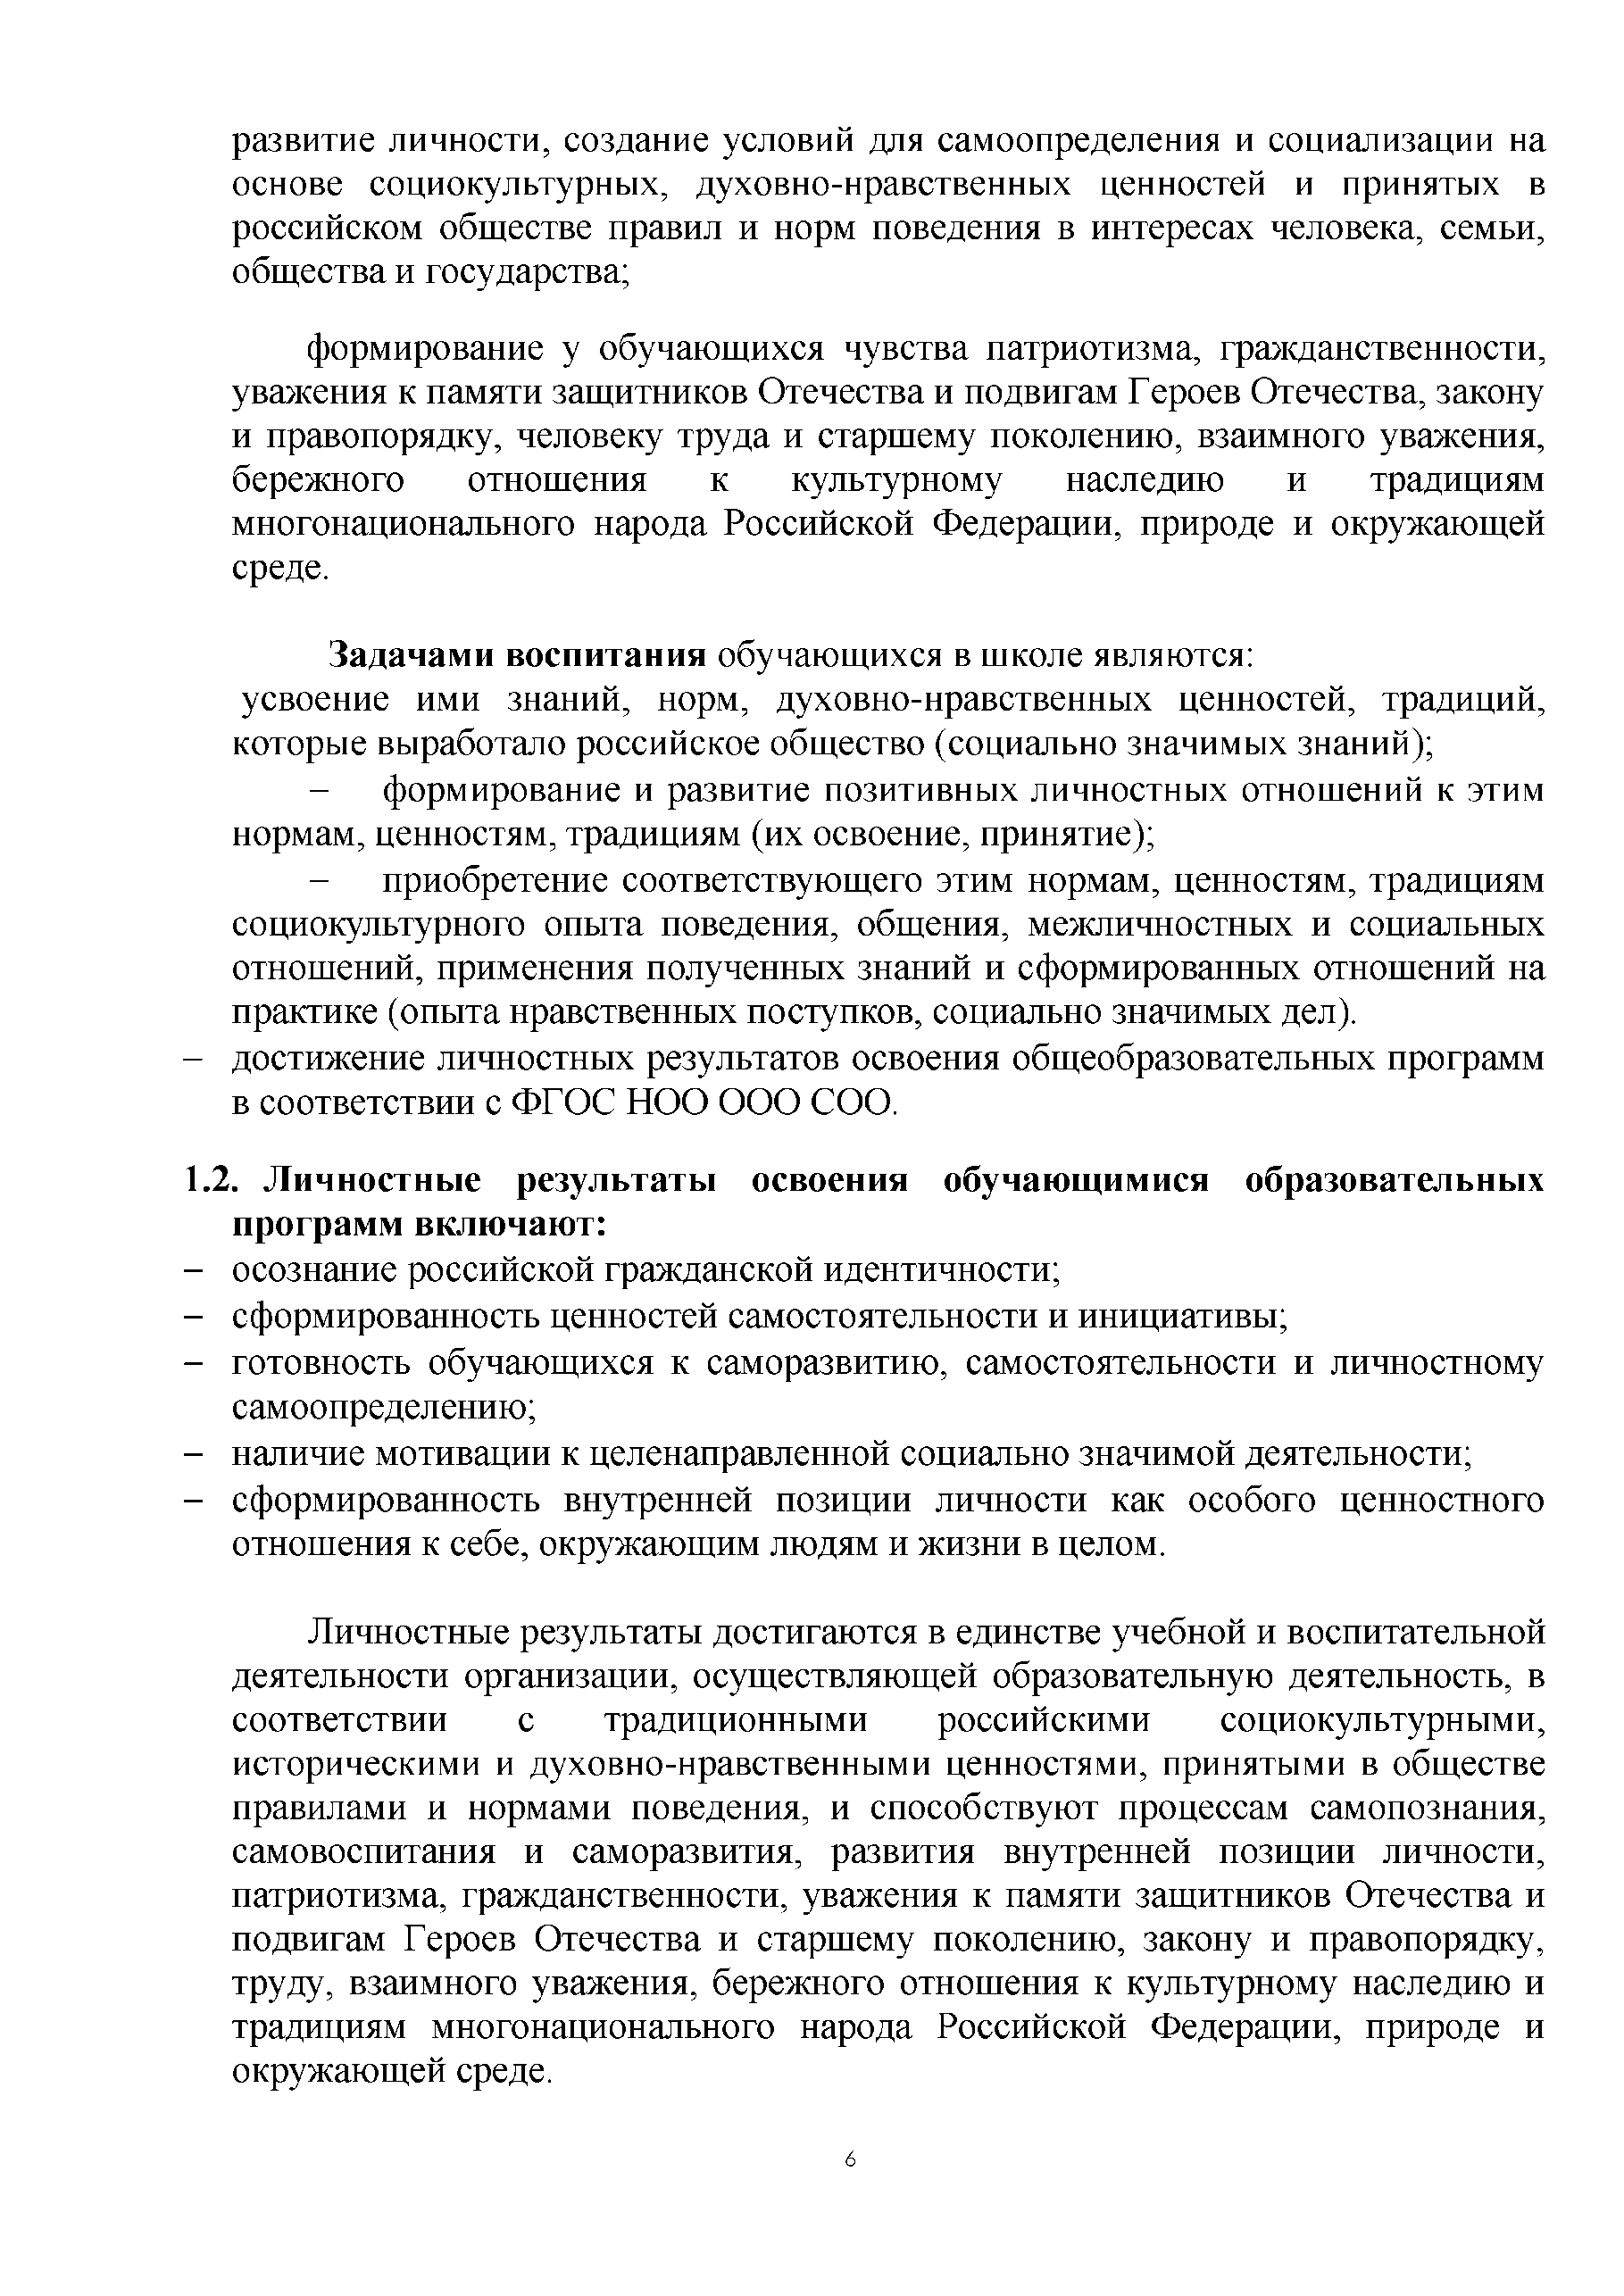 развитие личности, создание условий для самоопределения и социализации на
основе социокультурных, духовно-нравственных ценностей и принятых в
российском обществе правил и норм поведения в интересах человека, семьи,
общества и государства;
формирование у обучающихся чувства патриотизма, гражданственности,
уважения к памяти защитников Отечества и подвигам Героев Отечества, закону
и правопорядку, человеку труда и старшему поколению, взаимного уважения,
бережного отношения к культурному наследию и традициям
многонационального народа Российской Федерации, природе и окружающей
среде.
Задачами воспитания обучающихся в школе являются:
усвоение ими знаний, норм, духовно-нравственных ценностей, традиций,
которые выработало российское общество (социально значимых знаний);
– формирование и развитие позитивных личностных отношений к этим
нормам, ценностям, традициям (их освоение, принятие);
– приобретение соответствующего этим нормам, ценностям, традициям
социокультурного опыта поведения, общения, межличностных и социальных
отношений, применения полученных знаний и сформированных отношений на
практике (опыта нравственных поступков, социально значимых дел).
– достижение личностных результатов освоения общеобразовательных программ
в соответствии с ФГОС НОО ООО СОО.
1.2. Личностные результаты освоения обучающимися образовательных
программ включают:
– осознание российской гражданской идентичности;
– сформированность ценностей самостоятельности и инициативы;
– готовность обучающихся к саморазвитию, самостоятельности и личностному
самоопределению;
– наличие мотивации к целенаправленной социально значимой деятельности;
– сформированность внутренней позиции личности как особого ценностного
отношения к себе, окружающим людям и жизни в целом.
Личностные результаты достигаются в единстве учебной и воспитательной
деятельности организации, осуществляющей образовательную деятельность, в
соответствии с традиционными российскими социокультурными,
историческими и духовно-нравственными ценностями, принятыми в обществе
правилами и нормами поведения, и способствуют процессам самопознания,
самовоспитания и саморазвития, развития внутренней позиции личности,
патриотизма, гражданственности, уважения к памяти защитников Отечества и
подвигам Героев Отечества и старшему поколению, закону и правопорядку,
труду, взаимного уважения, бережного отношения к культурному наследию и
традициям многонационального народа Российской Федерации, природе и
окружающей среде.
6